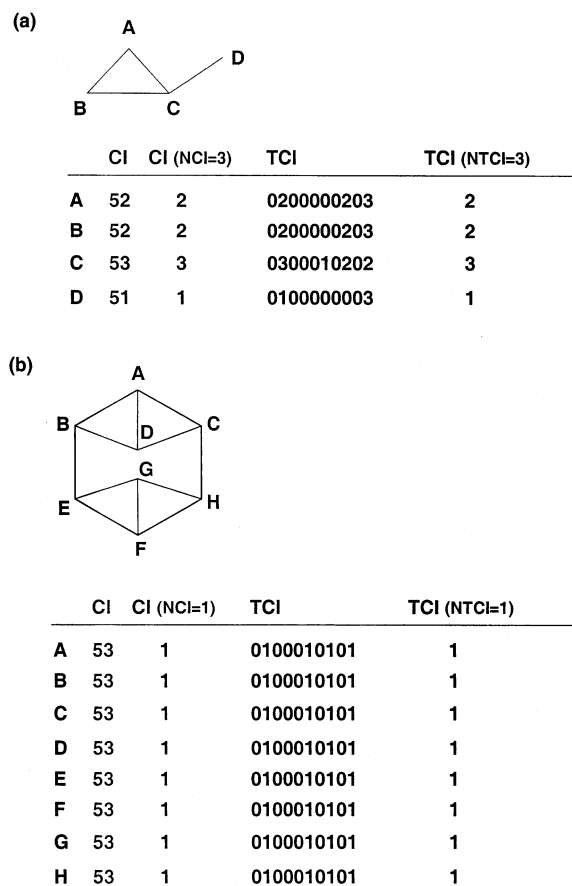 (a)
A
D
B
C
CI CI (NCI=3) TCI TCI (NTCI=3)
A 52 2 0200000203 2
B 52 2 0200000203 2
C 53 3 0300010202 3
D 51 1 0100000003 1
(b)
A
B C
D
G
E H
F
CI CI (NCI=1) TCI TCI (NTCI=1)
A 53 1 0100010101 1
B 53 1 0100010101 1
C 53 1 0100010101 1
D 53 1 0100010101 1
E 53 1 0100010101 1
F 53 1 0100010101 1
G 53 1 0100010101 1
H 53 1 0100010101 1